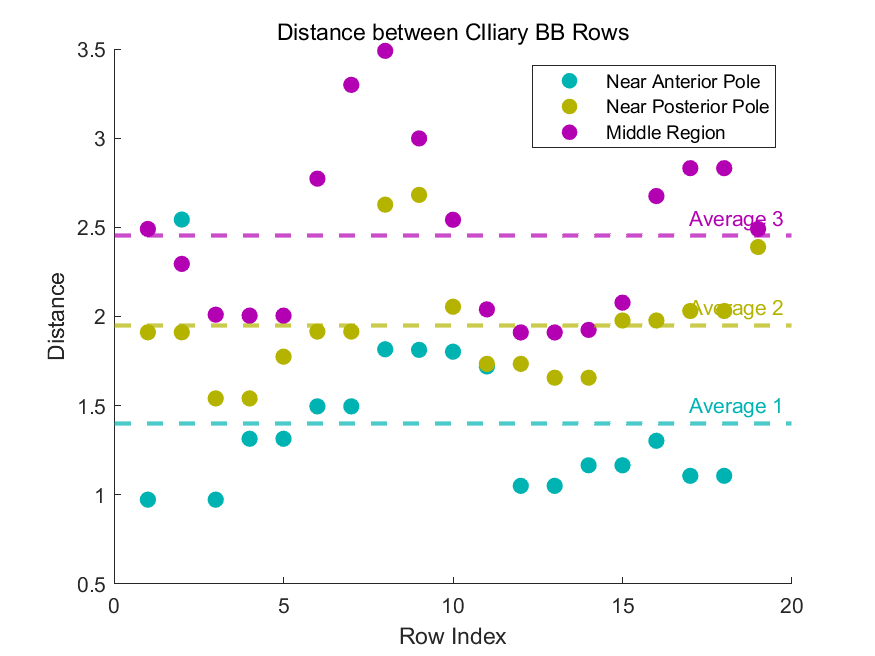 Distance between CIliary BB Rows
3.5
3
2.5
2
1.5
1
0.5
Distance
Near Anterior Pole
Near Posterior Pole
Middle Region
Average 3
Average 2
Average 1
0
5
10
15
20
Row Index